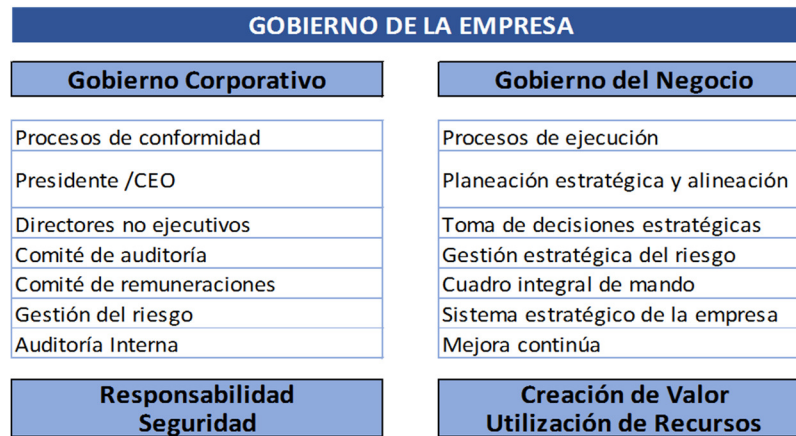 GOBIERNO DE LA EMPRESA
Gobierno Corporativo
Procesos de conformidad
Presidente /CEO
Directores no ejecutivos
Comité de auditoría
Comité de remuneraciones
Gestión del riesgo
Auditoría Interna
Responsabilidad
Seguridad
Gobierno del Negocio
Procesos de ejecución
Planeación estratégica y alineación
Toma de decisiones estratégicas
Gestión estratégica del riesgo
Cuadro integral de mando
Sistema estratégico de la empresa
Mejora continúa
Creación de Valor
Utilización de Recursos